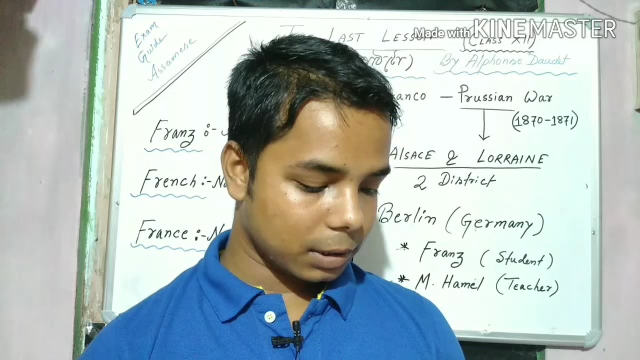 Made with KINEMASTER
Exam
Guide
Assamese
The Last Lesson (Class XII)
By Alphonse Daudet
Franco - Prussian War
(1870-1871)
Franz :-
French :-
France :-
ALSACE & LORRAINE
2 District
Berlin (Germany)
* Franz (Student)
* M. Hamel (Teacher)